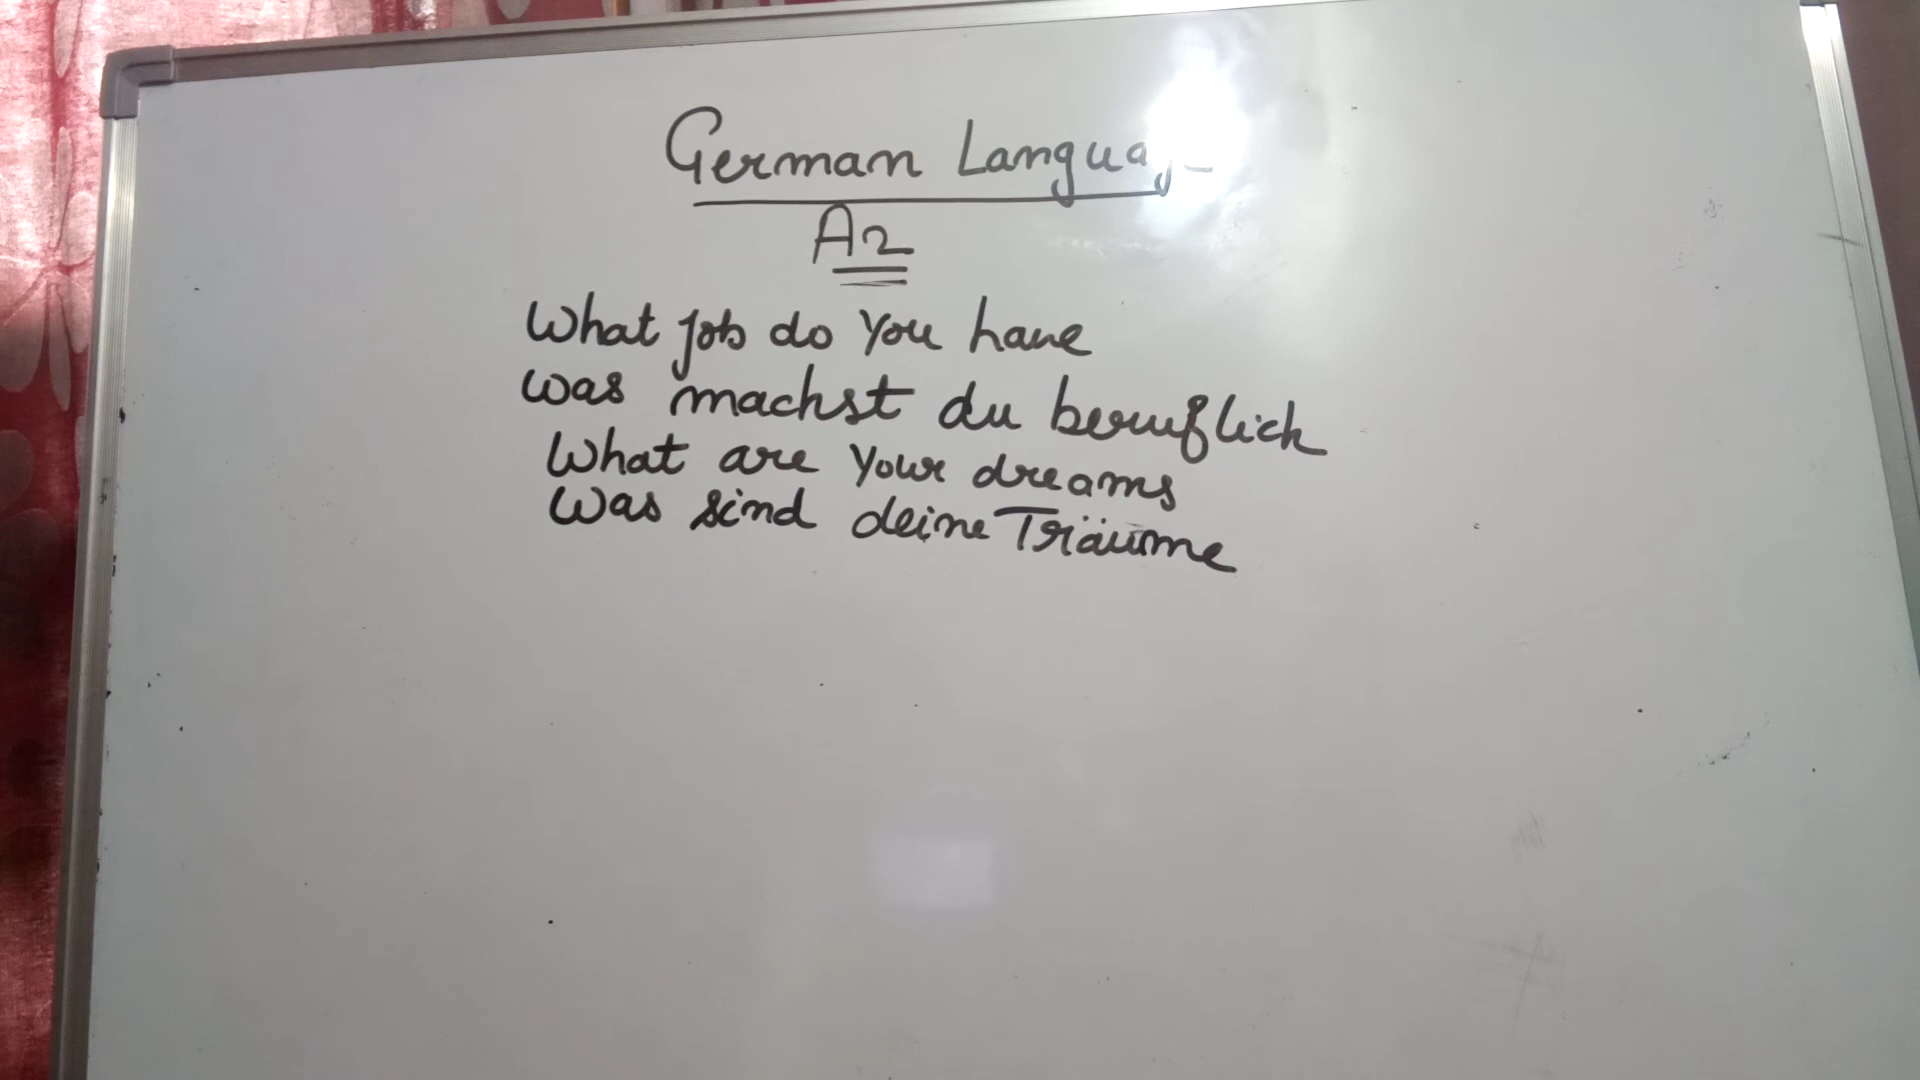 German Language
A2
What job do you have
was machst du beruflich
What are your dreams
Was sind deine Träume